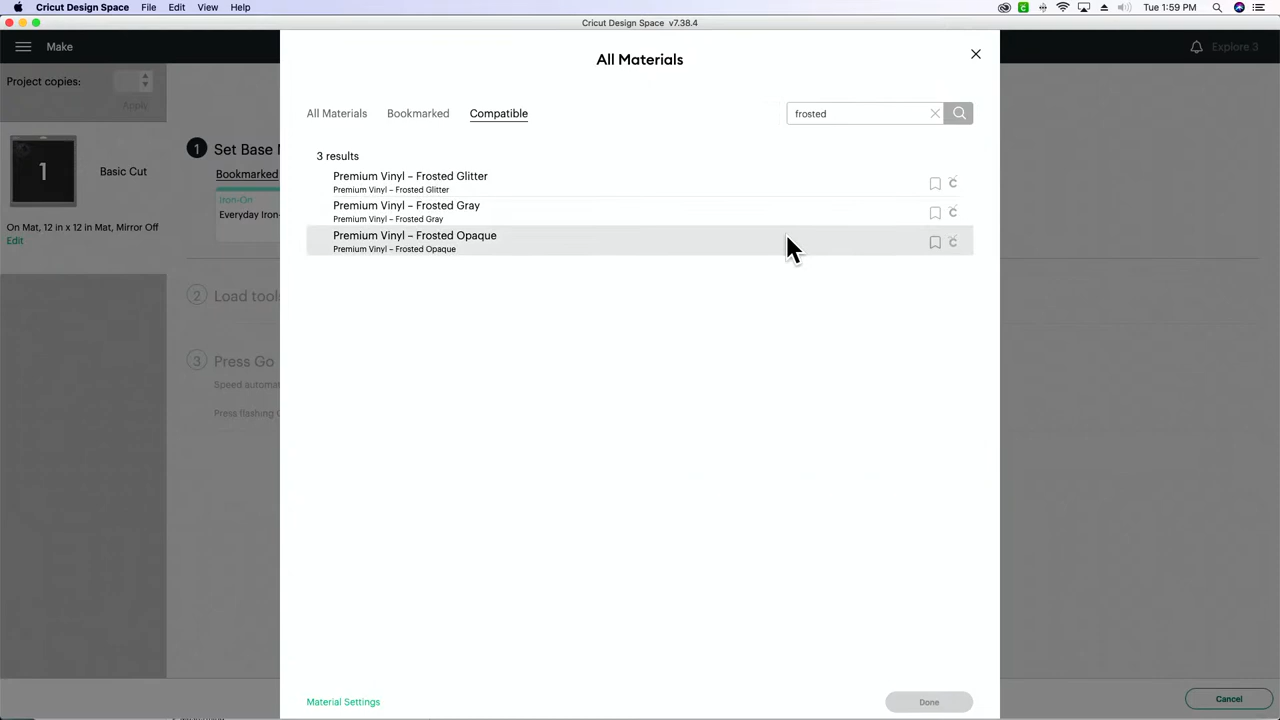 Cricut Design Space File Edit View Help Tue 1:59 PM
Cricut Design Space v7.38.4
Make
Explore 3
Project copies:
Apply
1
Basic Cut
On Mat, 12 in x 12 in Mat, Mirror Off
Edit
1 Set Base M
Bookmarked
Iron-On
Everyday Iron-
2 Load tools
3 Press Go
Speed automa
Press flashing
All Materials
All Materials Bookmarked Compatible
frosted
3 results
Premium Vinyl – Frosted Glitter
Premium Vinyl – Frosted Glitter
Premium Vinyl – Frosted Gray
Premium Vinyl – Frosted Gray
Premium Vinyl – Frosted Opaque
Premium Vinyl – Frosted Opaque
Material Settings
Done
Cancel